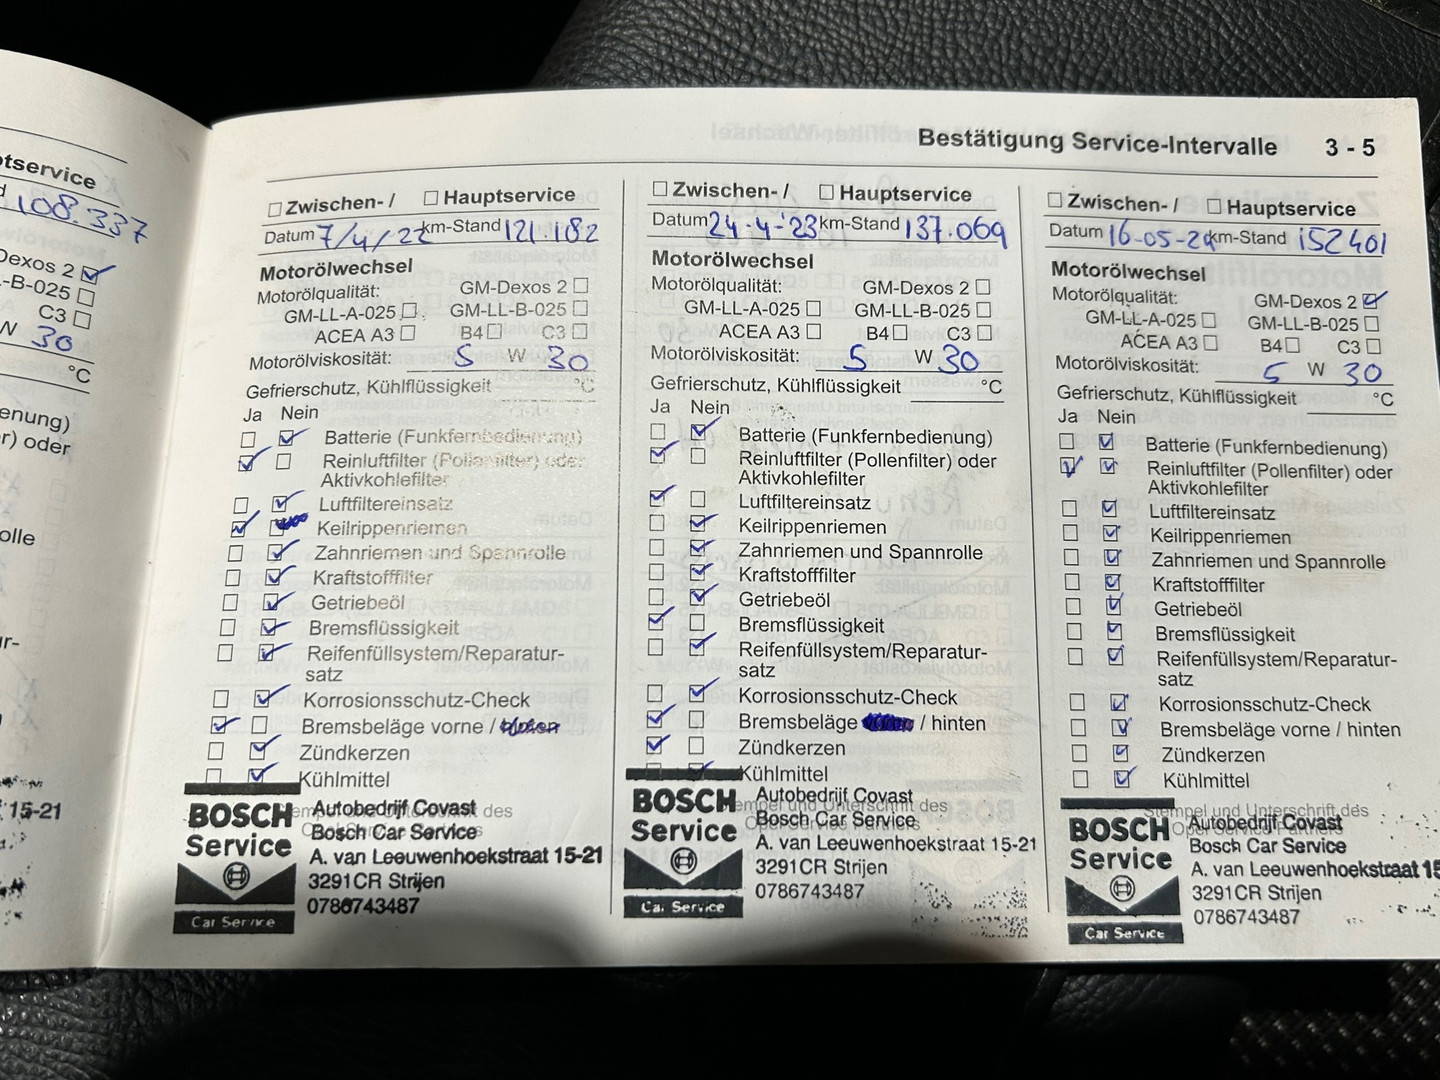 Bestätigung Service-Intervalle 3 - 5
tservice
108.337
Dexos 2
-B-025
C3
W 30
°C
enung)
r) oder
olle
ur-
15-21
Zwischen- / Hauptservice
Datum 7/4/22 km-Stand 121.182
Motorölwechsel
Motorölqualität: GM-Dexos 2
GM-LL-A-025 GM-LL-B-025
ACEA A3 B4 C3
Motorölviskosität: 5 W 30
Gefrierschutz, Kühlflüssigkeit °C
Ja Nein
Batterie (Funkfernbedienung)
Reinluftfilter (Pollenfilter) oder
Aktivkohlefilter
Luftfiltereinsatz
Keilrippenriemen
Zahnriemen und Spannrolle
Kraftstofffilter
Getriebeöl
Bremsflüssigkeit
Reifenfüllsystem/Reparatur-
satz
Korrosionsschutz-Check
Bremsbeläge vorne / hinten
Zündkerzen
Kühlmittel
BOSCH
Service
Car Service
Autobedrijf Covast
Bosch Car Service
A. van Leeuwenhoekstraat 15-21
3291CR Strijen
0786743487
Zwischen- / Hauptservice
Datum 24-4-'23 km-Stand 137.069
Motorölwechsel
Motorölqualität: GM-Dexos 2
GM-LL-A-025 GM-LL-B-025
ACEA A3 B4 C3
Motorölviskosität: 5 W 30
Gefrierschutz, Kühlflüssigkeit °C
Ja Nein
Batterie (Funkfernbedienung)
Reinluftfilter (Pollenfilter) oder
Aktivkohlefilter
Luftfiltereinsatz
Keilrippenriemen
Zahnriemen und Spannrolle
Kraftstofffilter
Getriebeöl
Bremsflüssigkeit
Reifenfüllsystem/Reparatur-
satz
Korrosionsschutz-Check
Bremsbeläge / hinten
Zündkerzen
Kühlmittel
Stempel und Unterschrift des
BOSCH
Service
Car Service
Autobedrijf Covast
Bosch Car Service
A. van Leeuwenhoekstraat 15-21
3291CR Strijen
0786743487
Zwischen- / Hauptservice
Datum 16-05-24 km-Stand 152401
Motorölwechsel
Motorölqualität: GM-Dexos 2
GM-LL-A-025 GM-LL-B-025
ACEA A3 B4 C3
Motorölviskosität: 5 W 30
Gefrierschutz, Kühlflüssigkeit °C
Ja Nein
Batterie (Funkfernbedienung)
Reinluftfilter (Pollenfilter) oder
Aktivkohlefilter
Luftfiltereinsatz
Keilrippenriemen
Zahnriemen und Spannrolle
Kraftstofffilter
Getriebeöl
Bremsflüssigkeit
Reifenfüllsystem/Reparatur-
satz
Korrosionsschutz-Check
Bremsbeläge vorne / hinten
Zündkerzen
Kühlmittel
Stempel und Unterschrift des
Opel Service Partners
BOSCH
Service
Car Service
Autobedrijf Covast
Bosch Car Service
A. van Leeuwenhoekstraat 15
3291CR Strijen
0786743487